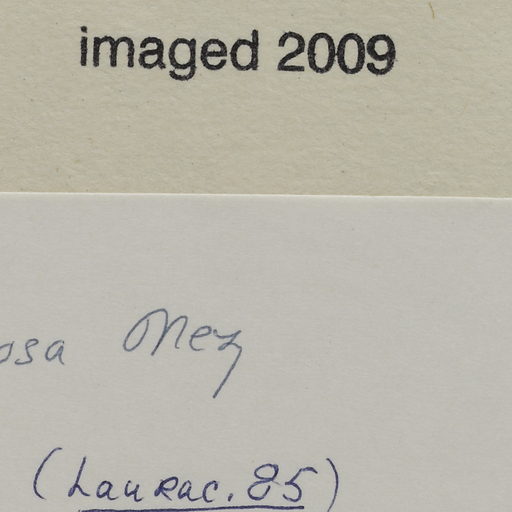 imaged 2009
osa Mez
(Laurac. 85)